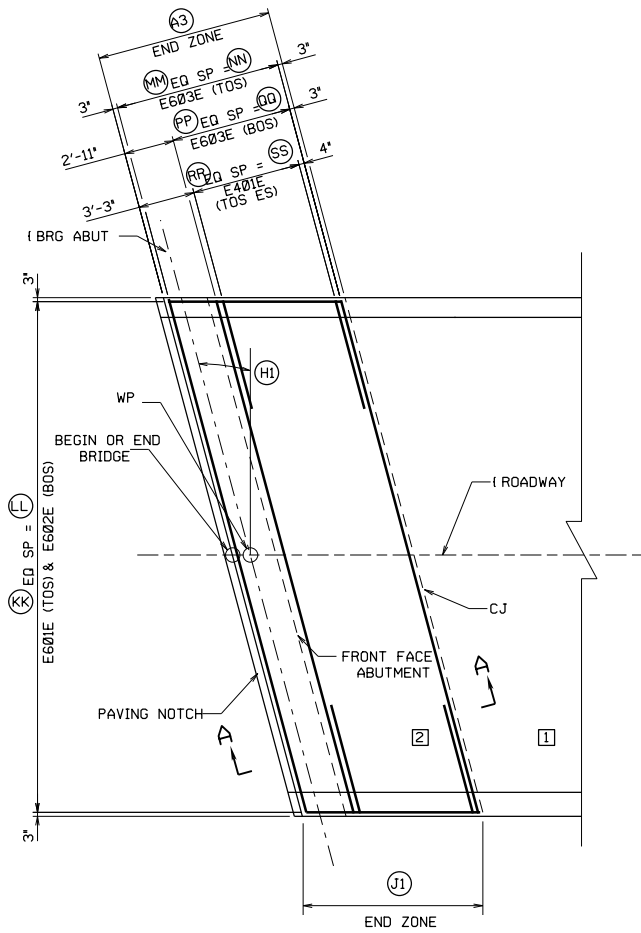 A3
END ZONE
3"
MM EQ SP = NN
E603E (TOS)
3"
PP EQ SP = QQ
E603E (BOS)
3"
2'-11"
RR EQ SP = SS
E401E
(TOS ES)
4"
3'-3"
BRG ABUT
3"
H1
WP
BEGIN OR END
BRIDGE
ROADWAY
KK EQ SP = LL
E601E (TOS) & E602E (BOS)
CJ
FRONT FACE
ABUTMENT
A
PAVING NOTCH
A
2
1
3"
J1
END ZONE